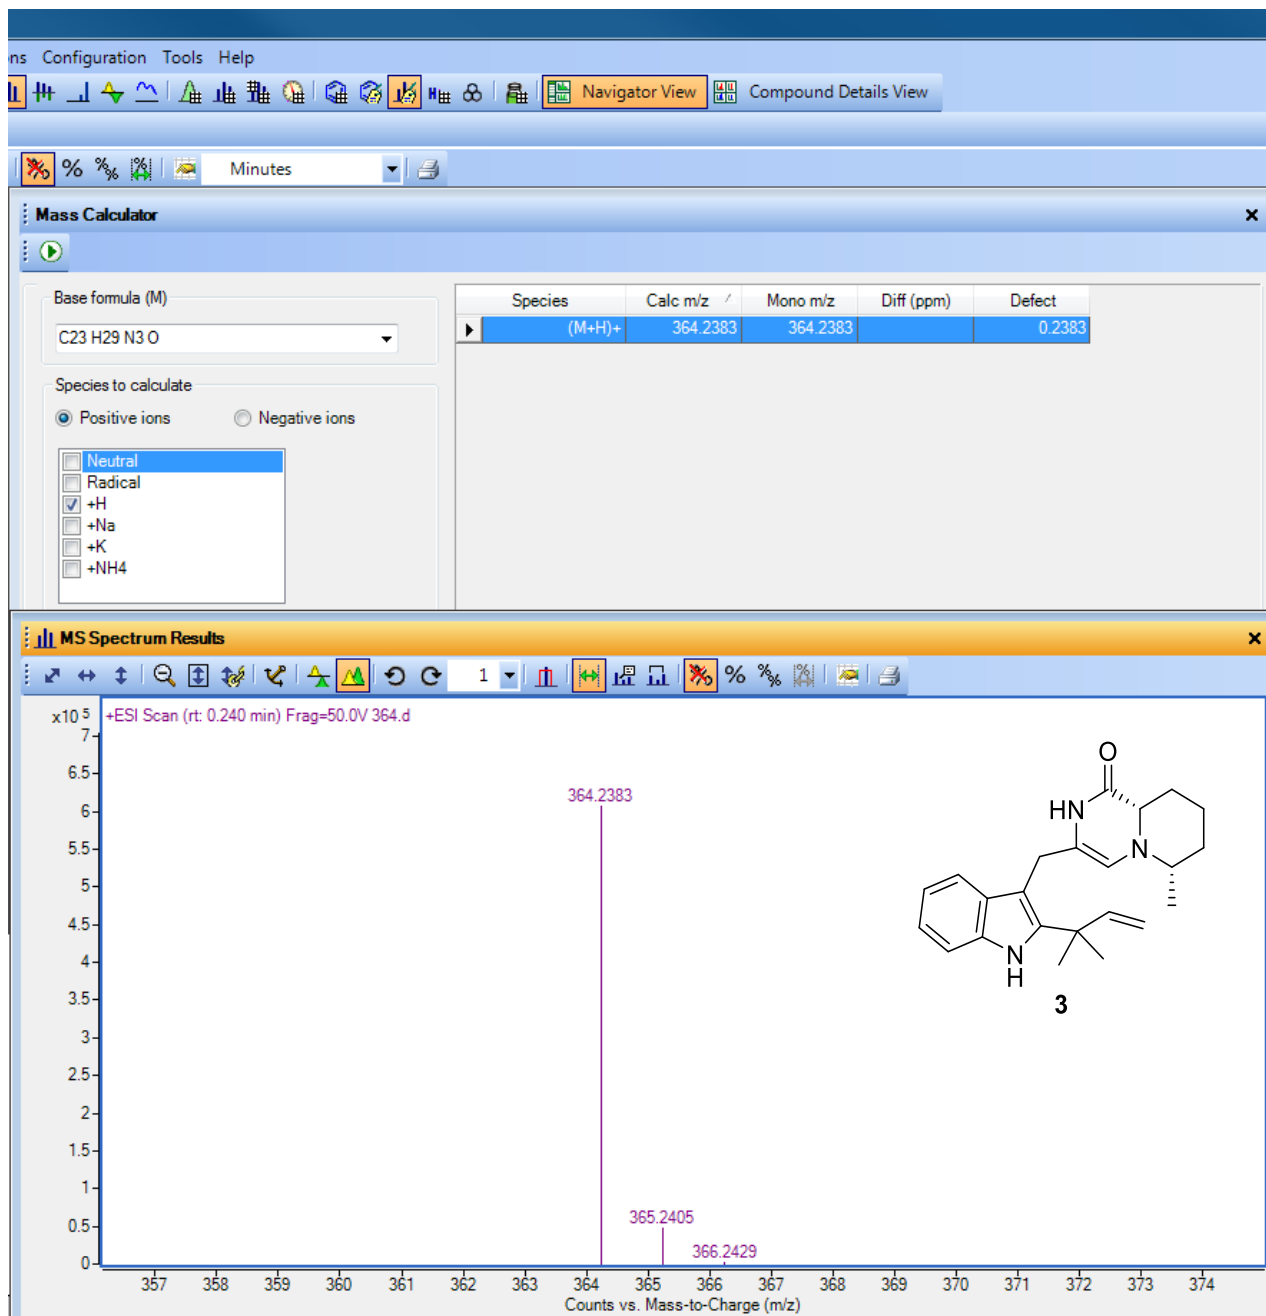 ons Configuration Tools Help
Navigator View Compound Details View
% Minutes
Mass Calculator
Base formula (M)
C23 H29 N3 O
Species to calculate
Positive ions Negative ions
Neutral
Radical
+H
+Na
+K
+NH4
Species Calc m/z Mono m/z Diff (ppm) Defect
(M+H)+ 364.2383 364.2383 0.2383
MS Spectrum Results
1 %
x10 5 +ESI Scan (rt: 0.240 min) Frag=50.0V 364.d
7
6.5
6
5.5
5
4.5
4
3.5
3
2.5
2
1.5
1
0.5
0
364.2383
365.2405
366.2429
O
HN
N
N
H
3
357 358 359 360 361 362 363 364 365 366 367 368 369 370 371 372 373 374
Counts vs. Mass-to-Charge (m/z)